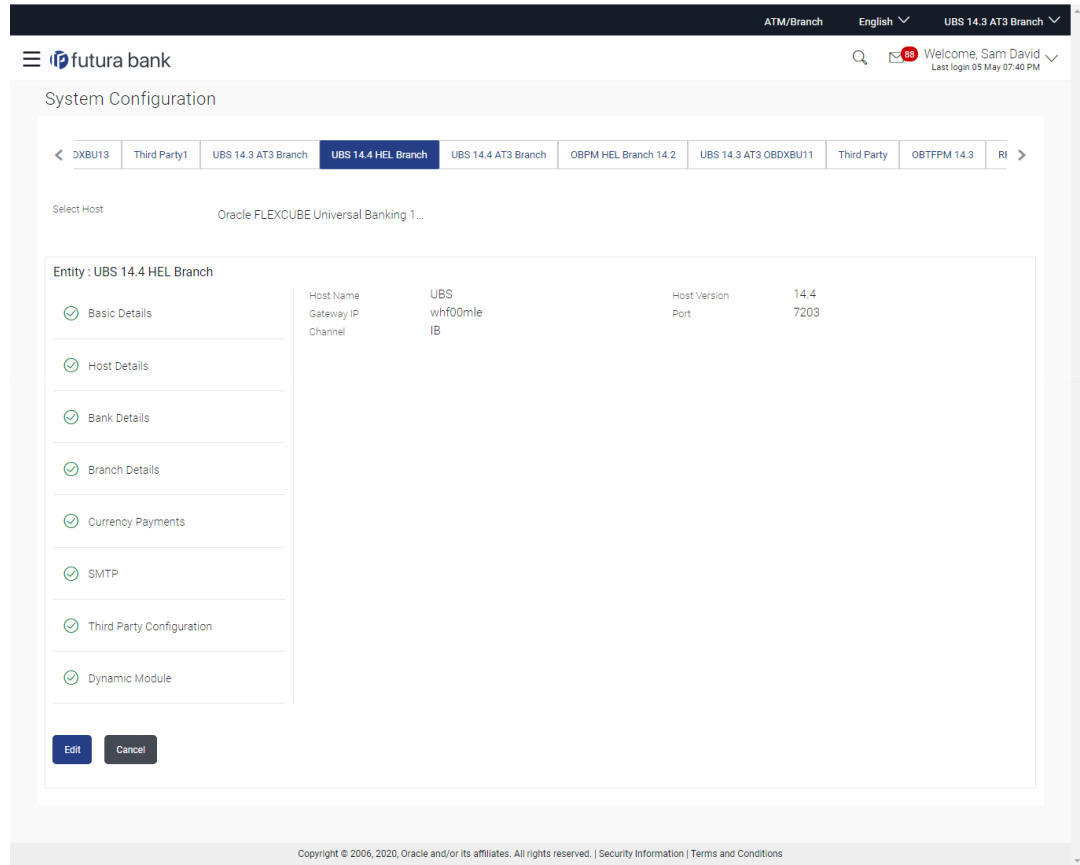 ATM/Branch English UBS 14.3 AT3 Branch
futura bank
88
Welcome, Sam David
Last login 05 May 07:40 PM
System Configuration
DXBU13 Third Party1 UBS 14.3 AT3 Branch UBS 14.4 HEL Branch UBS 14.4 AT3 Branch OBPM HEL Branch 14.2 UBS 14.3 AT3 OBDXBU11 Third Party OBTFPM 14.3
Select Host Oracle FLEXCUBE Universal Banking 1...
Entity : UBS 14.4 HEL Branch
Basic Details
Host Details
Bank Details
Branch Details
Currency Payments
SMTP
Third Party Configuration
Dynamic Module
Host Name UBS Host Version 14.4
Gateway IP whf00mle Port 7203
Channel IB
Edit Cancel
Copyright © 2006, 2020, Oracle and/or its affiliates. All rights reserved. | Security Information | Terms and Conditions